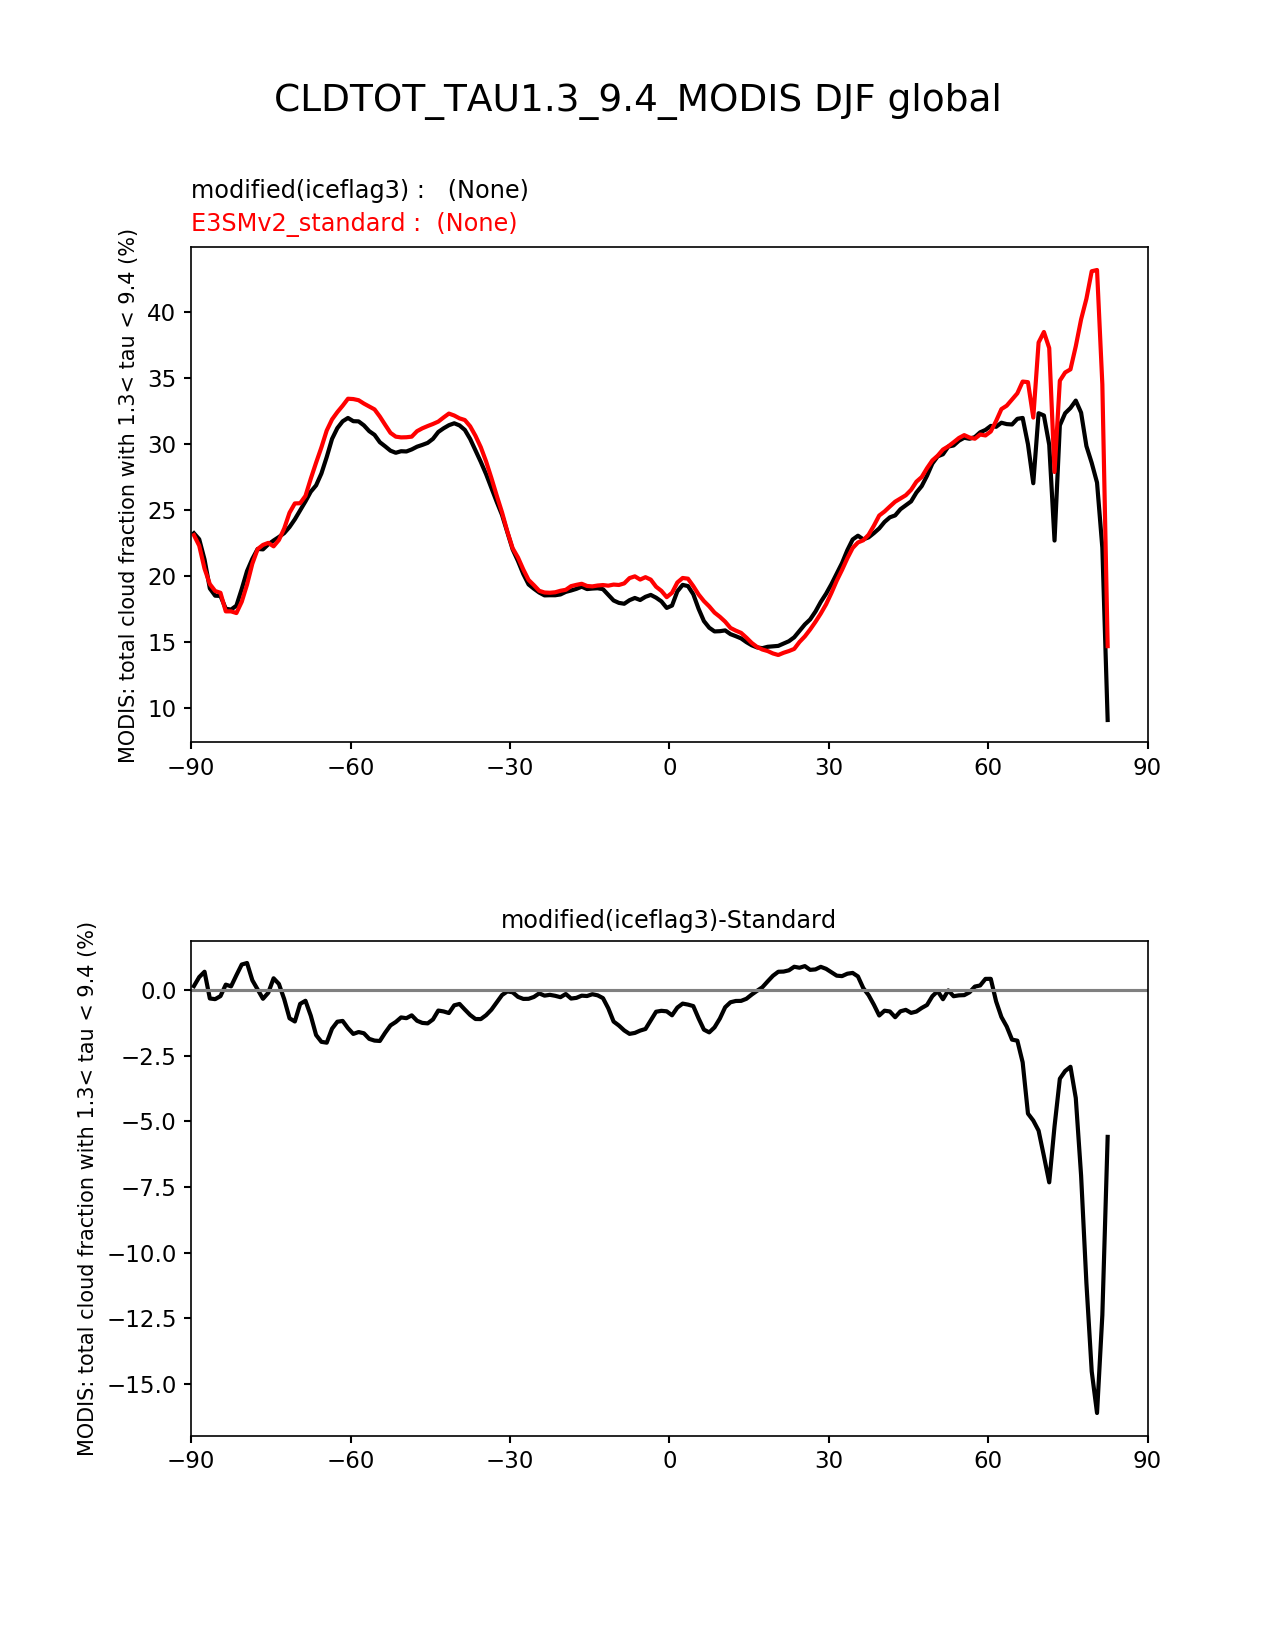 CLDTOT_TAU1.3_9.4_MODIS DJF global
modified(iceflag3) :   (None)
E3SMv2_standard :  (None)
MODIS: total cloud fraction with 1.3< tau < 9.4 (%)
40
35
30
25
20
15
10
−90 −60 −30 0 30 60 90
modified(iceflag3)-Standard
MODIS: total cloud fraction with 1.3< tau < 9.4 (%)
0.0
−2.5
−5.0
−7.5
−10.0
−12.5
−15.0
−90 −60 −30 0 30 60 90